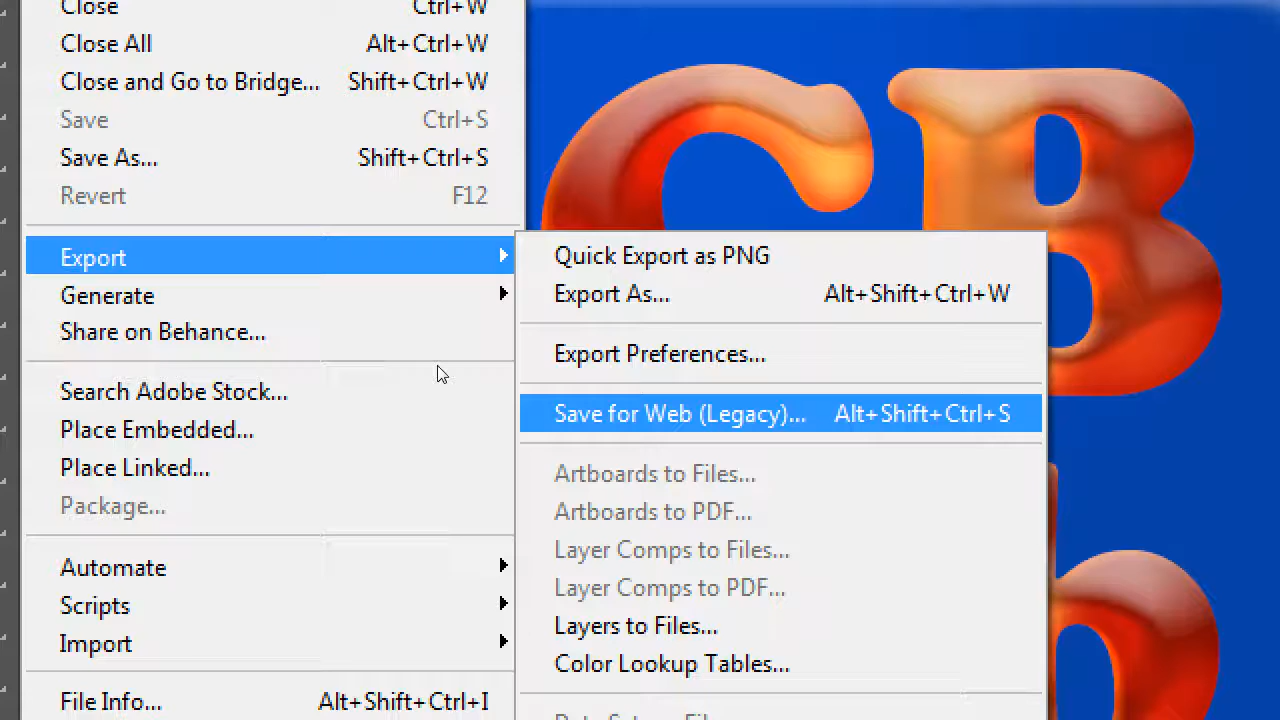 Close Ctrl+W
Close All Alt+Ctrl+W
Close and Go to Bridge... Shift+Ctrl+W
Save Ctrl+S
Save As... Shift+Ctrl+S
Revert F12
Export
Generate
Share on Behance...
Search Adobe Stock...
Place Embedded...
Place Linked...
Package...
Automate
Scripts
Import
File Info... Alt+Shift+Ctrl+I
Quick Export as PNG
Export As... Alt+Shift+Ctrl+W
Export Preferences...
Save for Web (Legacy)... Alt+Shift+Ctrl+S
Artboards to Files...
Artboards to PDF...
Layer Comps to Files...
Layer Comps to PDF...
Layers to Files...
Color Lookup Tables...
C B